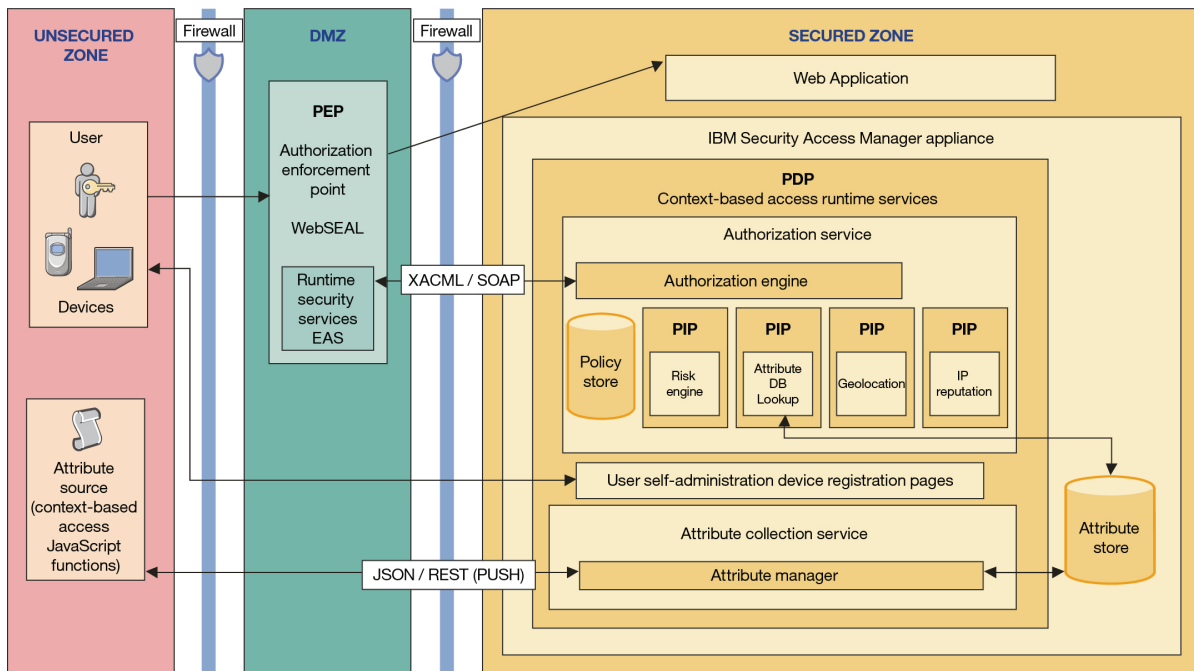 UNSECURED
ZONE
Firewall
DMZ
Firewall
SECURED ZONE
User
Devices
Attribute
source
(context-based
access
JavaScript
functions)
PEP
Authorization
enforcement
point
WebSEAL
Runtime
security
services
EAS
XACML / SOAP
JSON / REST (PUSH)
Web Application
IBM Security Access Manager appliance
PDP
Context-based access runtime services
Authorization service
Authorization engine
Policy
store
PIP
Risk
engine
PIP
Attribute
DB
Lookup
PIP
Geolocation
PIP
IP
reputation
User self-administration device registration pages
Attribute collection service
Attribute manager
Attribute
store